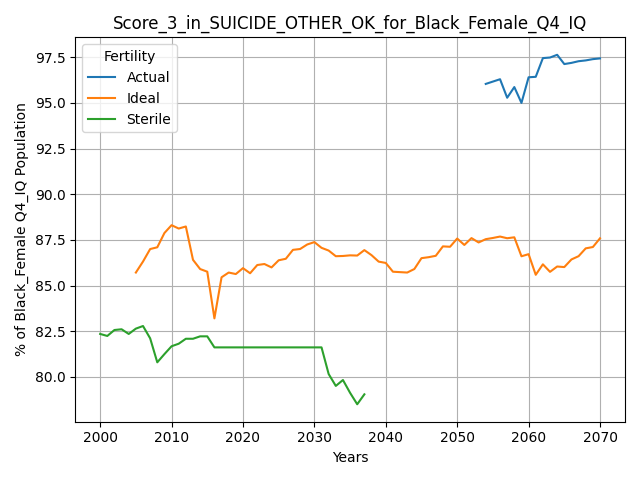 Score_3_in_SUICIDE_OTHER_OK_for_Black_Female_Q4_IQ
Fertility
Actual
Ideal
Sterile
% of Black_Female Q4_IQ Population
97.5
95.0
92.5
90.0
87.5
85.0
82.5
80.0
2000 2010 2020 2030 2040 2050 2060 2070
Years